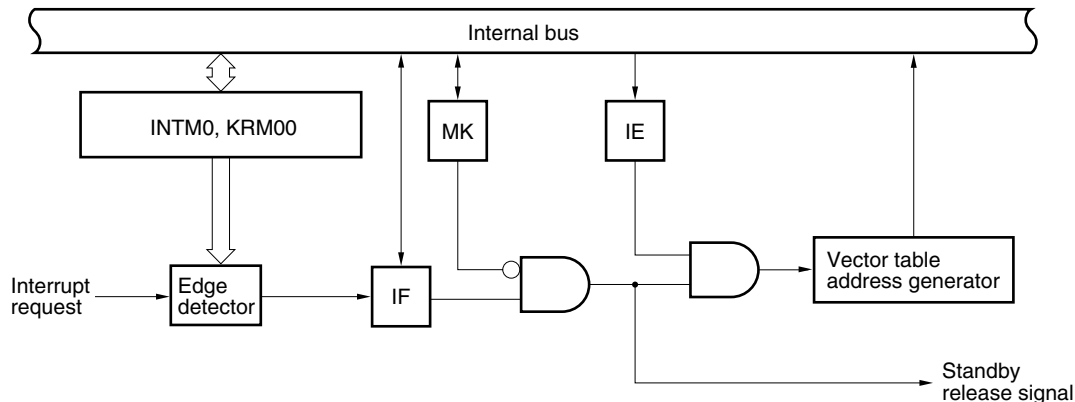 Internal bus
INTM0, KRM00
MK
IE
Interrupt
request
Edge
detector
IF
Vector table
address generator
Standby
release signal